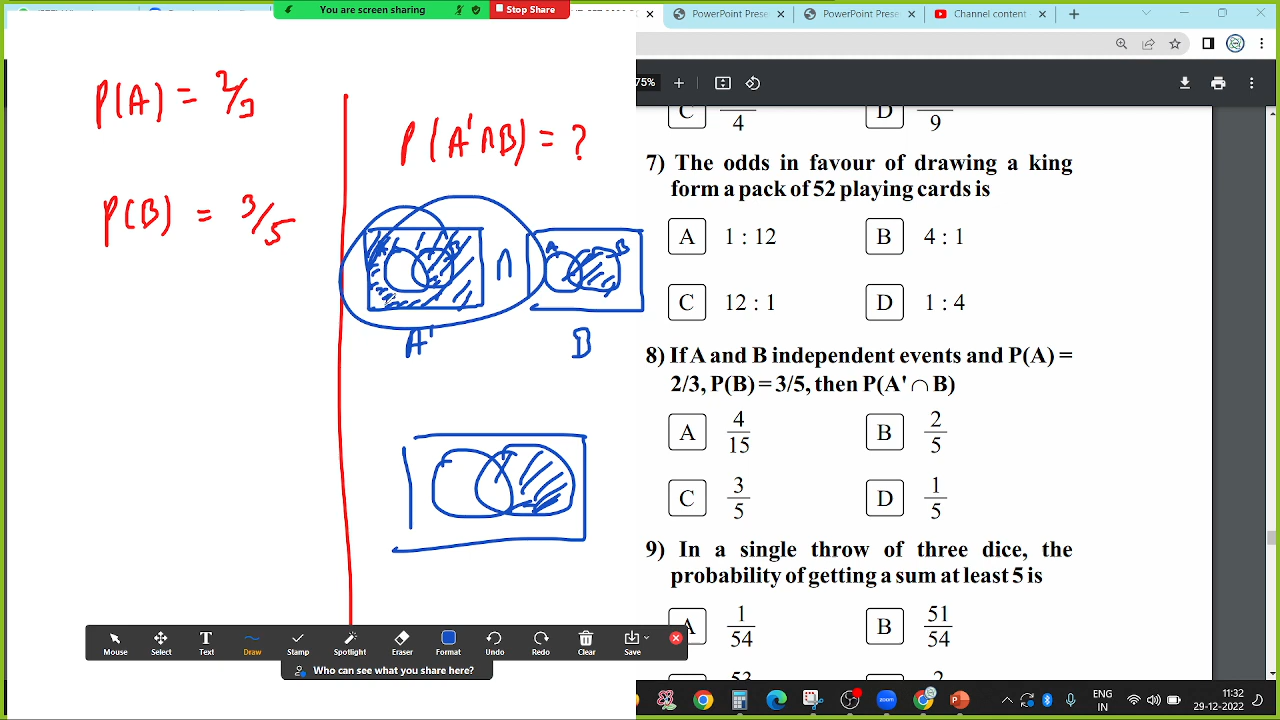 You are screen sharing
Stop Share
PowerPoint Prese
PowerPoint Prese
Channel content
75%
P(A) = 2/3
P(B) = 3/5
P(A'∩B) = ?
A B
∩
A B
A'
B
C 4
D 9
7) The odds in favour of drawing a king
form a pack of 52 playing cards is
A 1 : 12
B 4 : 1
C 12 : 1
D 1 : 4
8) If A and B independent events and P(A) =
2/3, P(B) = 3/5, then P(A' ∩ B)
A 4/15
B 2/5
C 3/5
D 1/5
9) In a single throw of three dice, the
probability of getting a sum at least 5 is
A 1/54
B 51/54
53
2
Mouse Select Text Draw Stamp Spotlight Eraser Format Undo Redo Clear Save
Who can see what you share here?
zoom
ENG
IN
11:32
29-12-2022